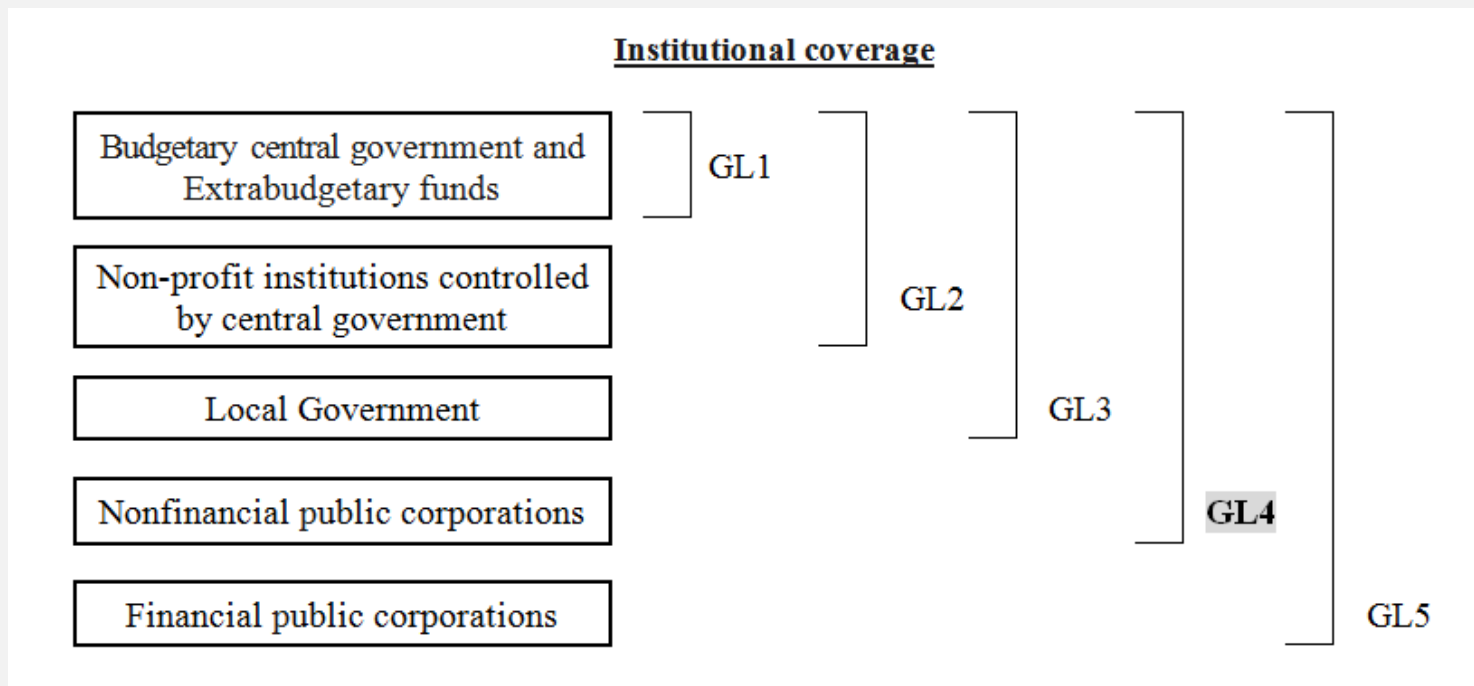 Institutional coverage
Budgetary central government and
Extrabudgetary funds
GL1
Non-profit institutions controlled
by central government
GL2
Local Government
GL3
Nonfinancial public corporations
GL4
Financial public corporations
GL5